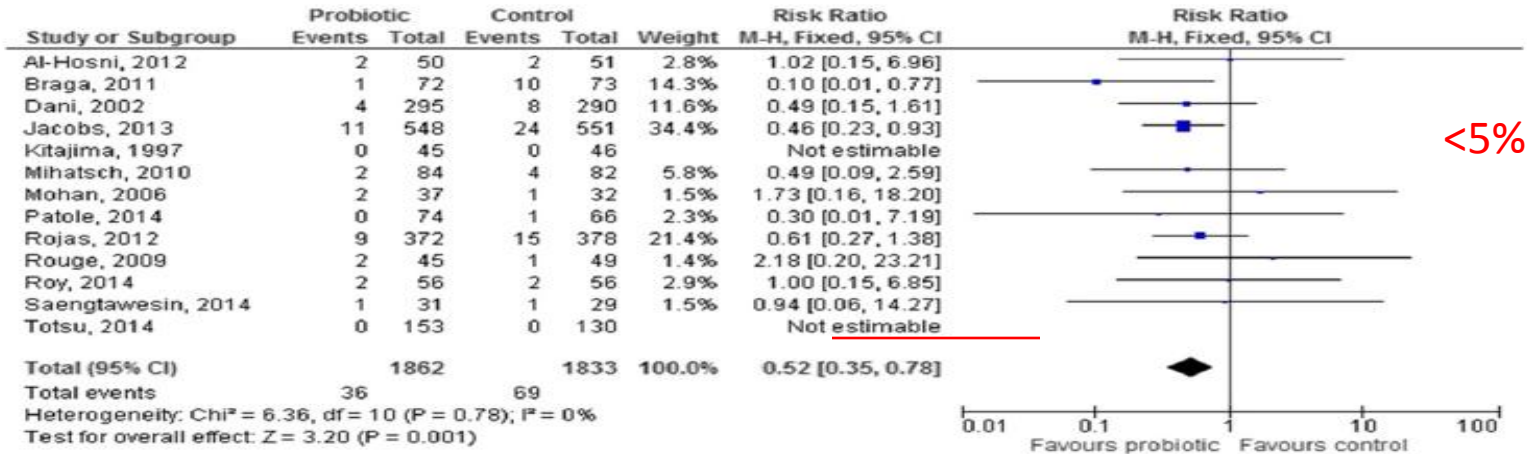 Probiotic Control Risk Ratio Risk Ratio
Study or Subgroup Events Total Events Total Weight M-H, Fixed, 95% CI M-H, Fixed, 95% CI
Al-Hosni, 2012 2 50 2 51 2.8% 1.02 [0.15, 6.96]
Braga, 2011 1 72 10 73 14.3% 0.10 [0.01, 0.77]
Dani, 2002 4 295 8 290 11.6% 0.49 [0.15, 1.61]
Jacobs, 2013 11 548 24 551 34.4% 0.46 [0.23, 0.93]
<5%
Kitajima, 1997 0 45 0 46 Not estimable
Mihatsch, 2010 2 84 4 82 5.8% 0.49 [0.09, 2.59]
Mohan, 2006 2 37 1 32 1.5% 1.73 [0.16, 18.20]
Patole, 2014 0 74 1 66 2.3% 0.30 [0.01, 7.19]
Rojas, 2012 9 372 15 378 21.4% 0.61 [0.27, 1.38]
Rouge, 2009 2 45 1 49 1.4% 2.18 [0.20, 23.21]
Roy, 2014 2 56 2 56 2.9% 1.00 [0.15, 6.85]
Saengtawesin, 2014 1 31 1 29 1.5% 0.94 [0.06, 14.27]
Totsu, 2014 0 153 0 130 Not estimable
Total (95% CI) 1862 1833 100.0% 0.52 [0.35, 0.78]
Total events 36 69
Heterogeneity: Chi² = 6.36, df = 10 (P = 0.78); I² = 0%
Test for overall effect: Z = 3.20 (P = 0.001)
0.01 0.1 1 10 100
Favours probiotic Favours control